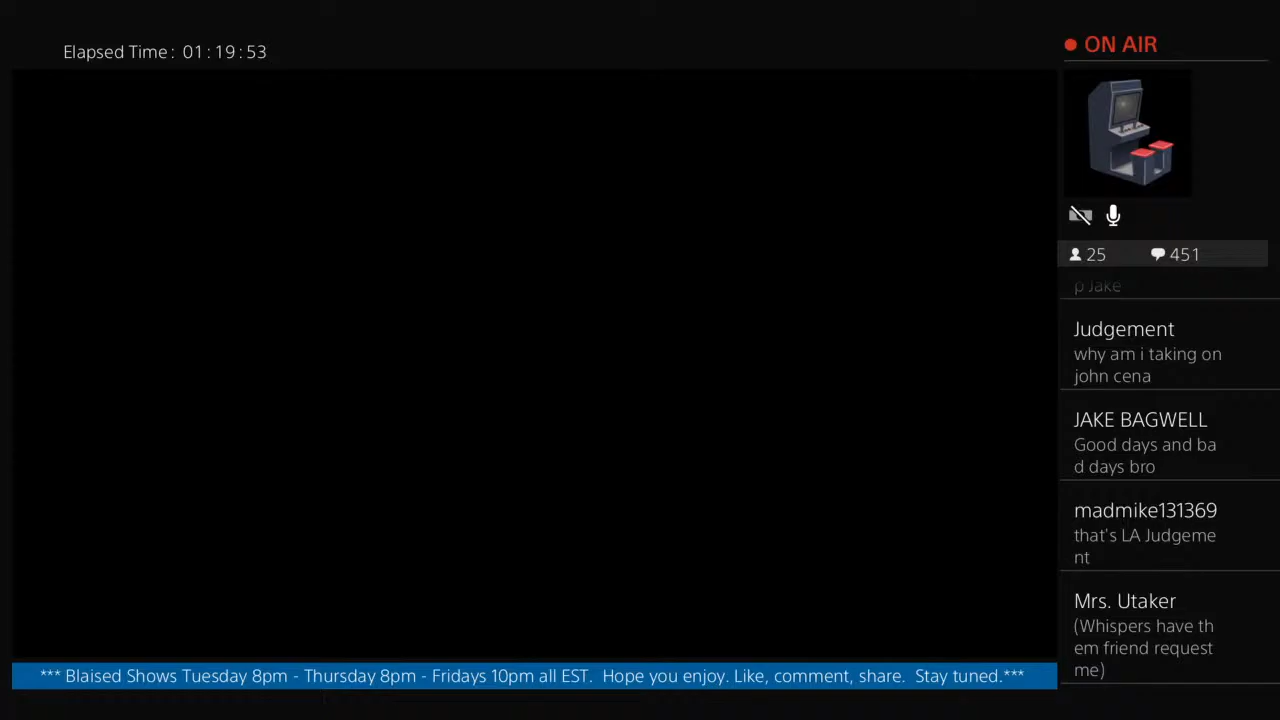 Elapsed Time: 01:19:53
ON AIR
25 451
p Jake
Judgement
why am i taking on
john cena
JAKE BAGWELL
Good days and ba
d days bro
madmike131369
that's LA Judgeme
nt
Mrs. Utaker
(Whispers have th
em friend request
me)
*** Blaised Shows Tuesday 8pm - Thursday 8pm - Fridays 10pm all EST. Hope you enjoy. Like, comment, share. Stay tuned.***